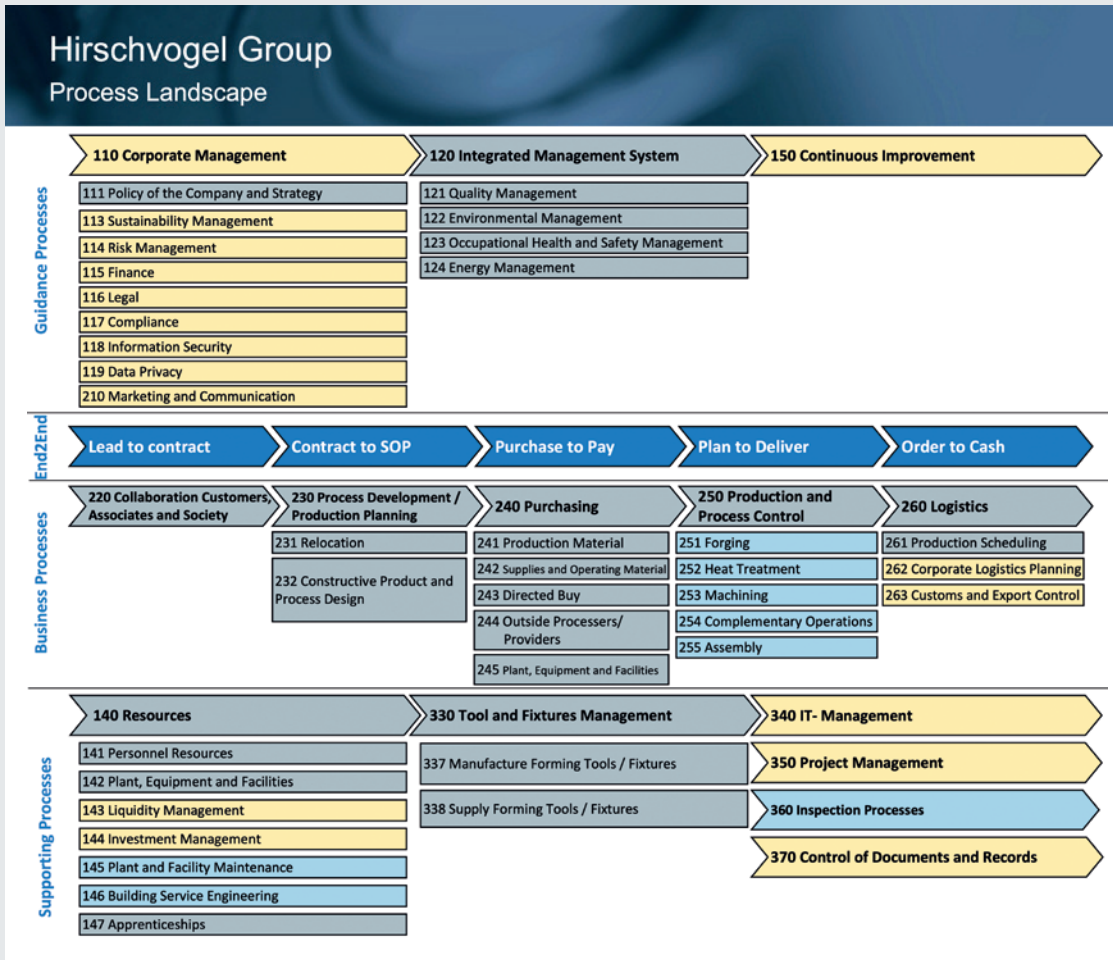 Hirschvogel Group
Process Landscape
Guidance Processes
110 Corporate Management
111 Policy of the Company and Strategy
113 Sustainability Management
114 Risk Management
115 Finance
116 Legal
117 Compliance
118 Information Security
119 Data Privacy
210 Marketing and Communication
120 Integrated Management System
121 Quality Management
122 Environmental Management
123 Occupational Health and Safety Management
124 Energy Management
150 Continuous Improvement
End2End
Lead to contract
Contract to SOP
Purchase to Pay
Plan to Deliver
Order to Cash
Business Processes
220 Collaboration Customers,
Associates and Society
230 Process Development /
Production Planning
231 Relocation
232 Constructive Product and
Process Design
240 Purchasing
241 Production Material
242 Supplies and Operating Material
243 Directed Buy
244 Outside Processers/
Providers
245 Plant, Equipment and Facilities
250 Production and
Process Control
251 Forging
252 Heat Treatment
253 Machining
254 Complementary Operations
255 Assembly
260 Logistics
261 Production Scheduling
262 Corporate Logistics Planning
263 Customs and Export Control
Supporting Processes
140 Resources
141 Personnel Resources
142 Plant, Equipment and Facilities
143 Liquidity Management
144 Investment Management
145 Plant and Facility Maintenance
146 Building Service Engineering
147 Apprenticeships
330 Tool and Fixtures Management
337 Manufacture Forming Tools / Fixtures
338 Supply Forming Tools / Fixtures
340 IT- Management
350 Project Management
360 Inspection Processes
370 Control of Documents and Records